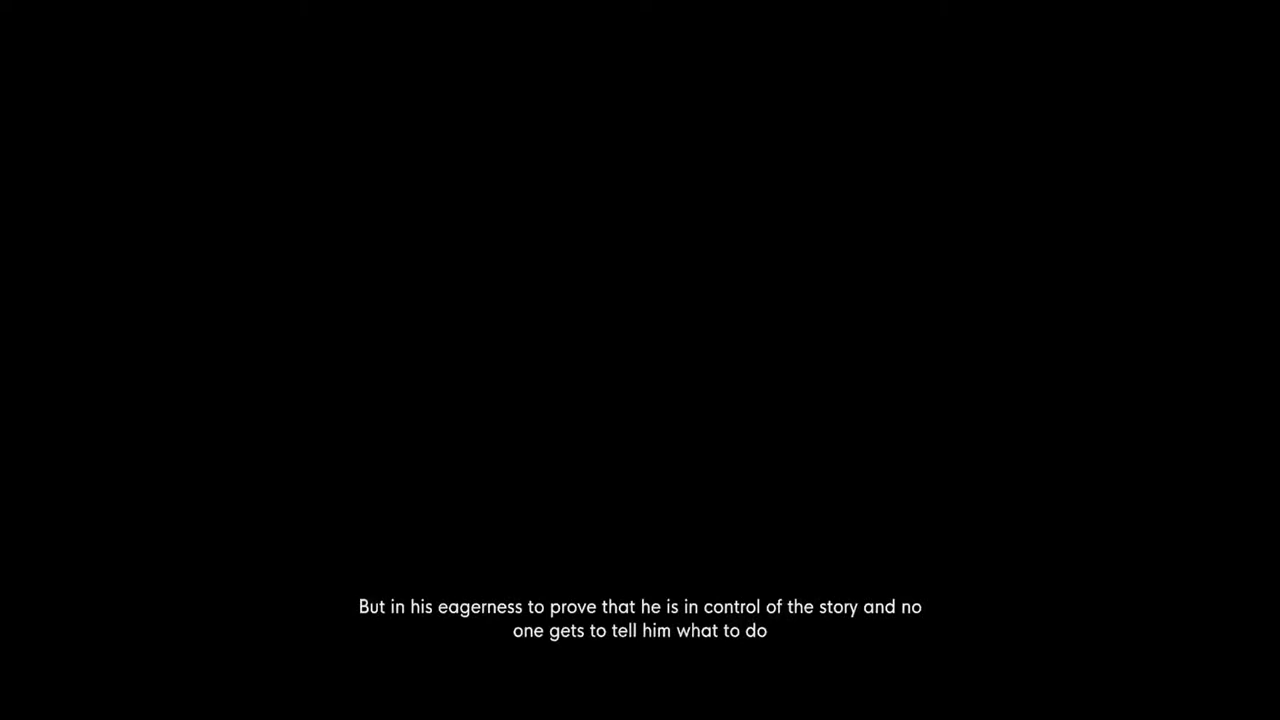 But in his eagerness to prove that he is in control of the story and no
one gets to tell him what to do